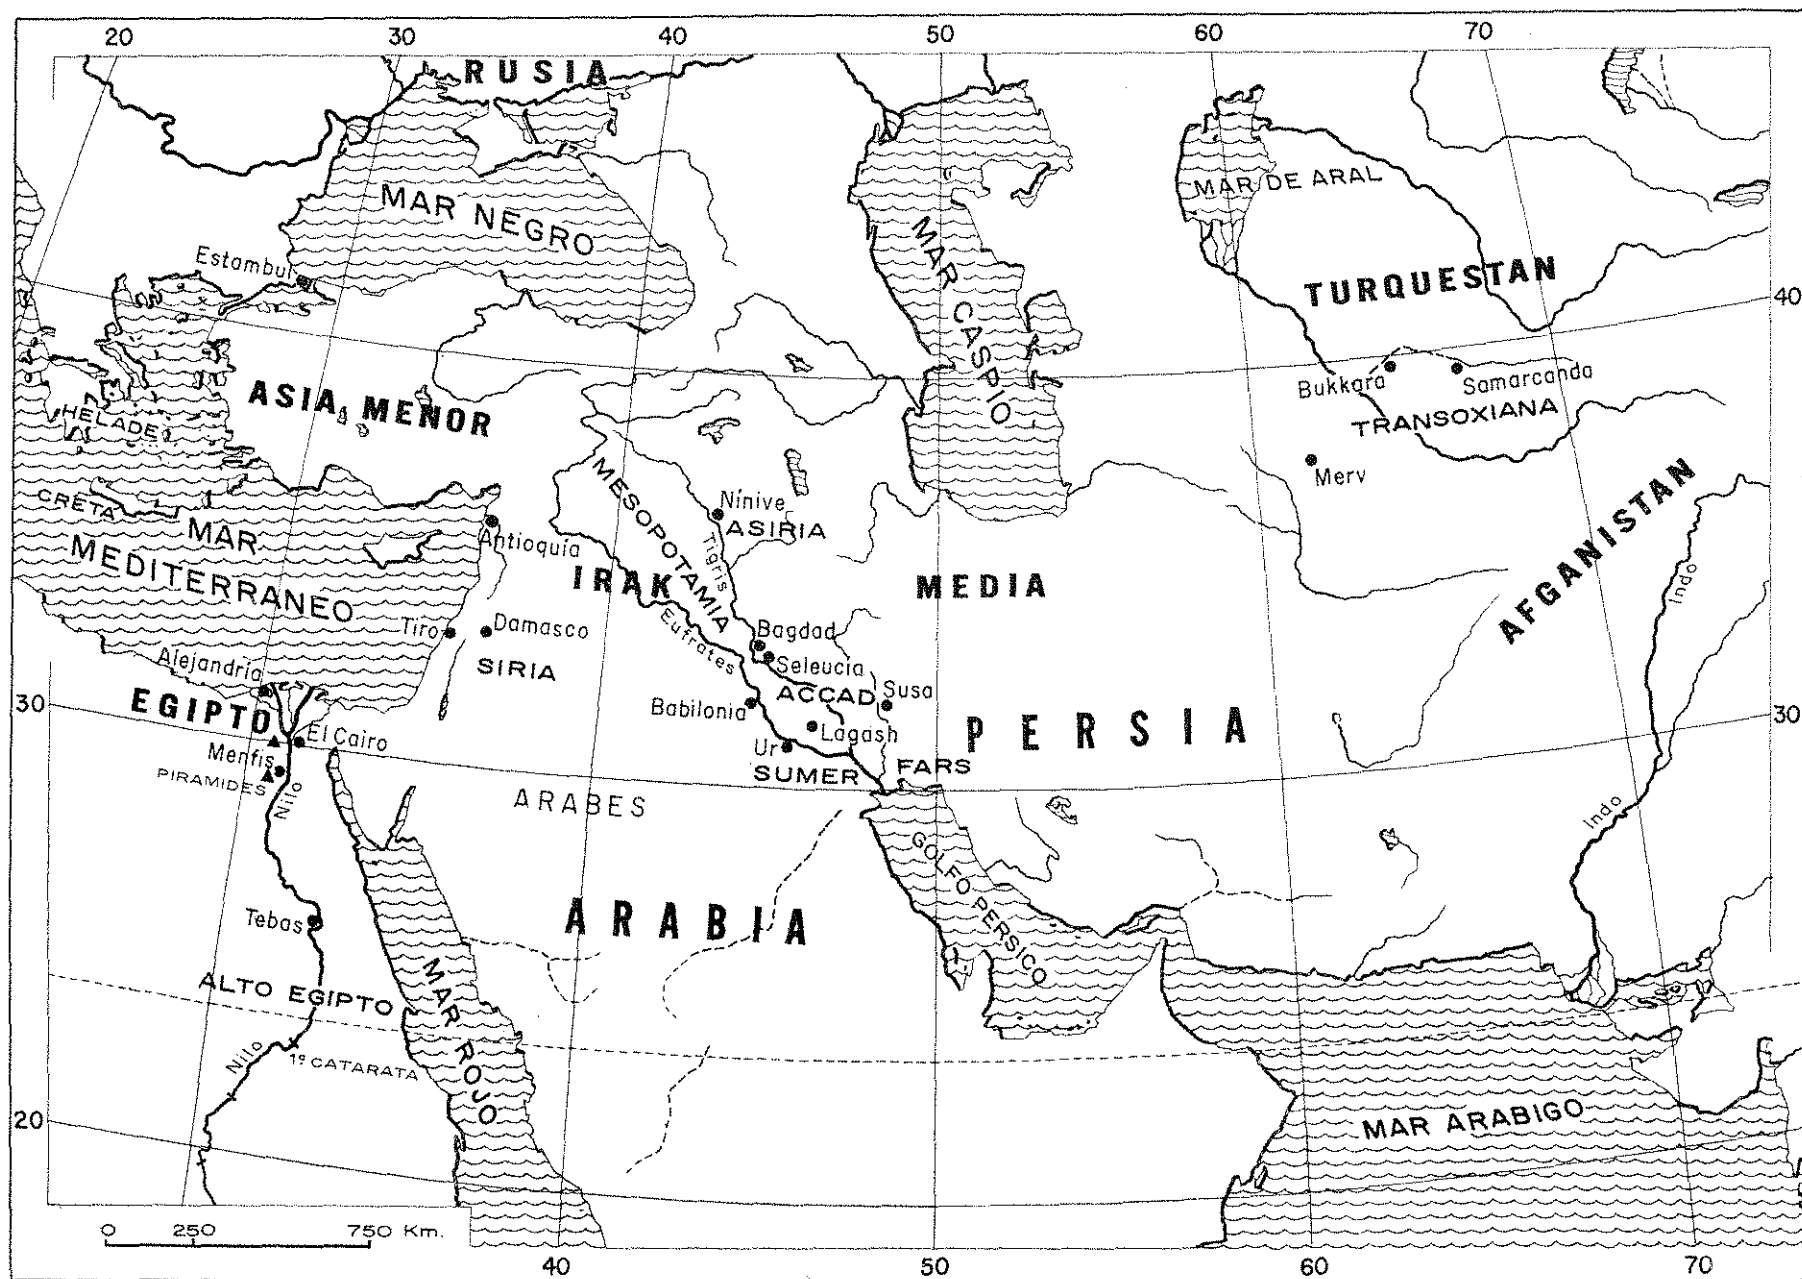 20 30 40 50 60 70
RUSIA
MAR NEGRO
MAR DE ARAL
MAR CASPIO
Estambul
TURQUESTAN
40
ASIA MENOR
Bukkara
Samarcanda
TRANSOXIANA
HELADE
Merv
AFGANISTAN
CRETA
MAR
MEDITERRANEO
Antioquía
MESOPOTAMIA
Nínive
ASIRIA
Tigris
IRAK
MEDIA
Indo
Eufrates
Tiro
Damasco
Bagdad
Seleucia
SIRIA
Alejandría
ACCAD
Susa
30
EGIPTO
Babilonia
Lagash
PERSIA
30
El Cairo
Ur
Menfis
SUMER
FARS
PIRAMIDES
Nilo
ARABES
Indo
GOLFO PERSICO
Tebas
ARABIA
ALTO EGIPTO
MAR ROJO
Nilo
1º CATARATA
20
MAR ARABIGO
0 250 750 Km.
40 50 60 70